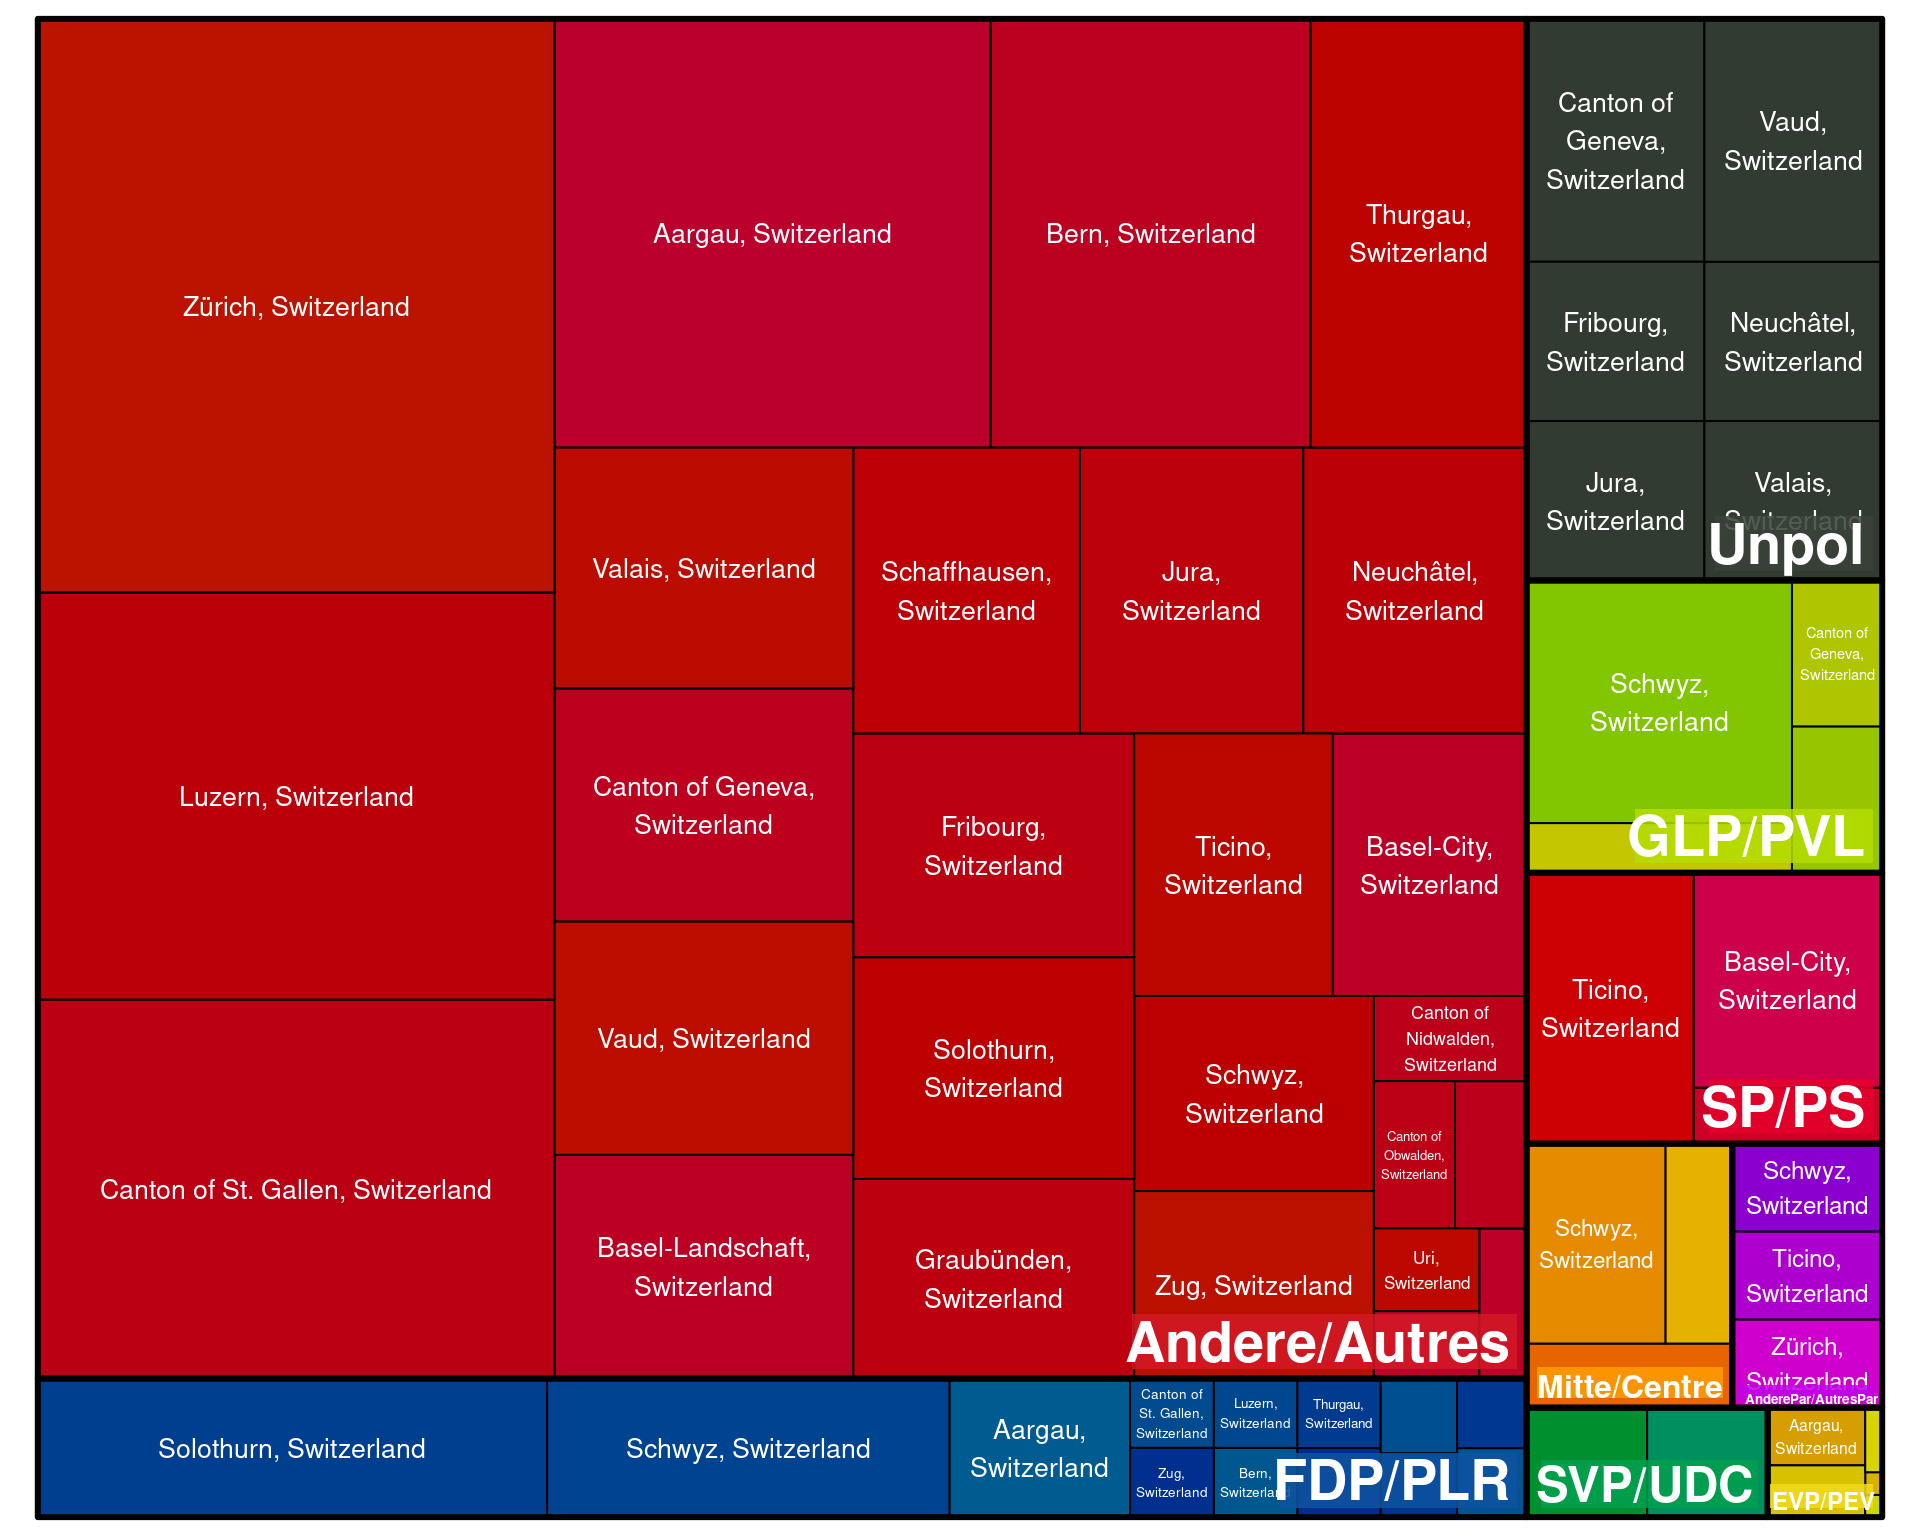 Zürich, Switzerland
Luzern, Switzerland
Canton of St. Gallen, Switzerland
Aargau, Switzerland
Bern, Switzerland
Thurgau,
Switzerland
Valais, Switzerland
Canton of Geneva,
Switzerland
Vaud, Switzerland
Basel-Landschaft,
Switzerland
Schaffhausen,
Switzerland
Jura,
Switzerland
Neuchâtel,
Switzerland
Fribourg,
Switzerland
Solothurn,
Switzerland
Graubünden,
Switzerland
Ticino,
Switzerland
Basel-City,
Switzerland
Schwyz,
Switzerland
Zug, Switzerland
Canton of
Nidwalden,
Switzerland
Canton of
Obwalden,
Switzerland
Uri,
Switzerland
Andere/Autres
Solothurn, Switzerland
Schwyz, Switzerland
Aargau,
Switzerland
Canton of
St. Gallen,
Switzerland
Zug,
Switzerland
Luzern,
Switzerland
Bern,
Switzerland
Thurgau,
Switzerland
FDP/PLR
Canton of
Geneva,
Switzerland
Vaud,
Switzerland
Fribourg,
Switzerland
Neuchâtel,
Switzerland
Jura,
Switzerland
Valais,
Switzerland
Unpol
Schwyz,
Switzerland
Canton of
Geneva,
Switzerland
GLP/PVL
Ticino,
Switzerland
Basel-City,
Switzerland
SP/PS
Schwyz,
Switzerland
Mitte/Centre
Schwyz,
Switzerland
Ticino,
Switzerland
Zürich,
Switzerland
AnderePar/AutresPar
SVP/UDC
Aargau,
Switzerland
EVP/PEV